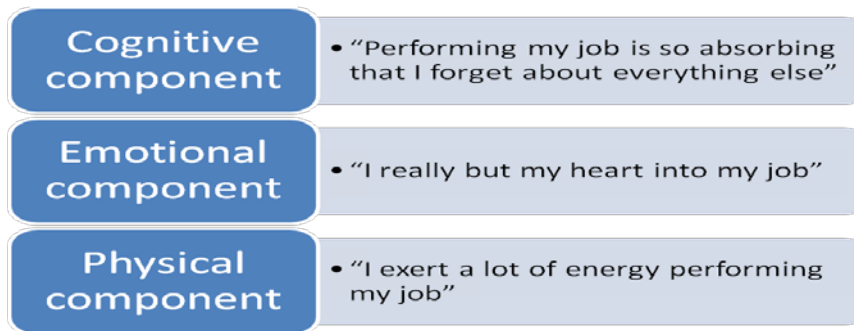 Cognitive
component
• “Performing my job is so absorbing
that I forget about everything else”
Emotional
component
• “I really but my heart into my job”
Physical
component
• “I exert a lot of energy performing
my job”